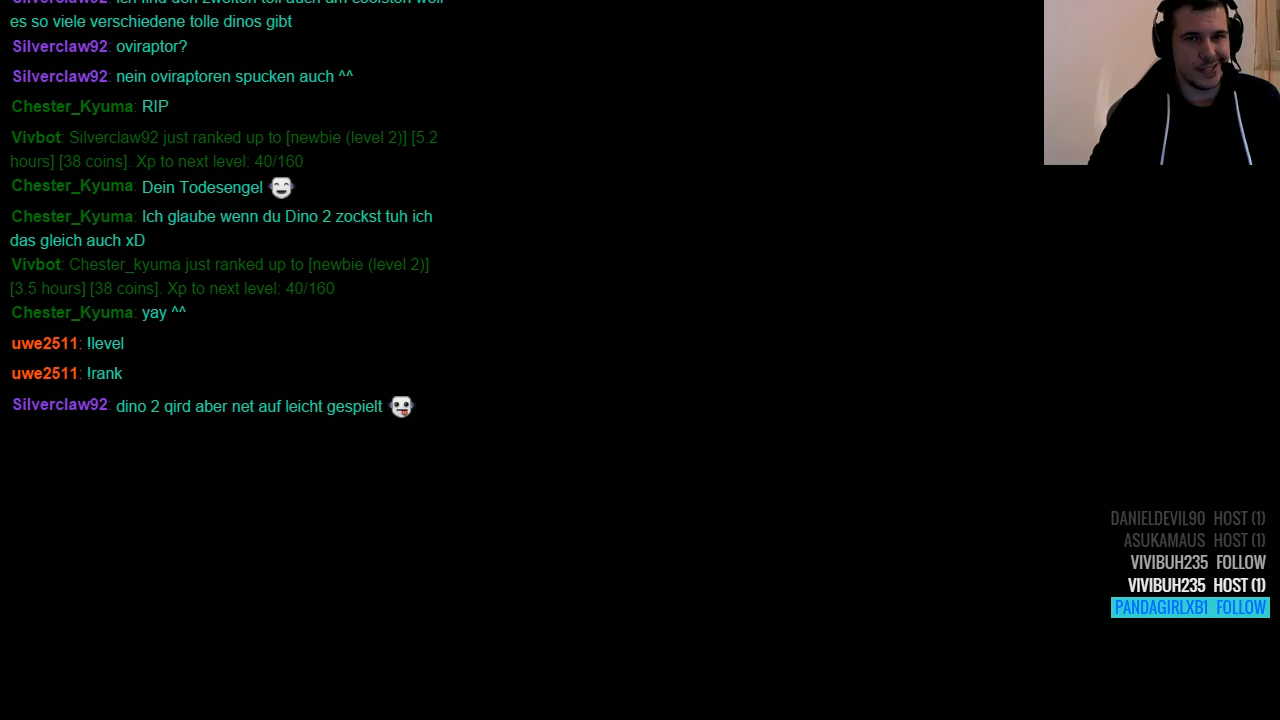 es so viele verschiedene tolle dinos gibt
Silverclaw92: oviraptor?
Silverclaw92: nein oviraptoren spucken auch ^^
Chester_Kyuma: RIP
Vivbot: Silverclaw92 just ranked up to [newbie (level 2)] [5.2
hours] [38 coins]. Xp to next level: 40/160
Chester_Kyuma: Dein Todesengel
Chester_Kyuma: Ich glaube wenn du Dino 2 zockst tuh ich
das gleich auch xD
Vivbot: Chester_kyuma just ranked up to [newbie (level 2)]
[3.5 hours] [38 coins]. Xp to next level: 40/160
Chester_Kyuma: yay ^^
uwe2511: !level
uwe2511: !rank
Silverclaw92: dino 2 qird aber net auf leicht gespielt
DANIELDEVIL90 HOST (1)
ASUKAMAUS HOST (1)
VIVIBUH235 FOLLOW
VIVIBUH235 HOST (1)
PANDAGIRLXB1 FOLLOW